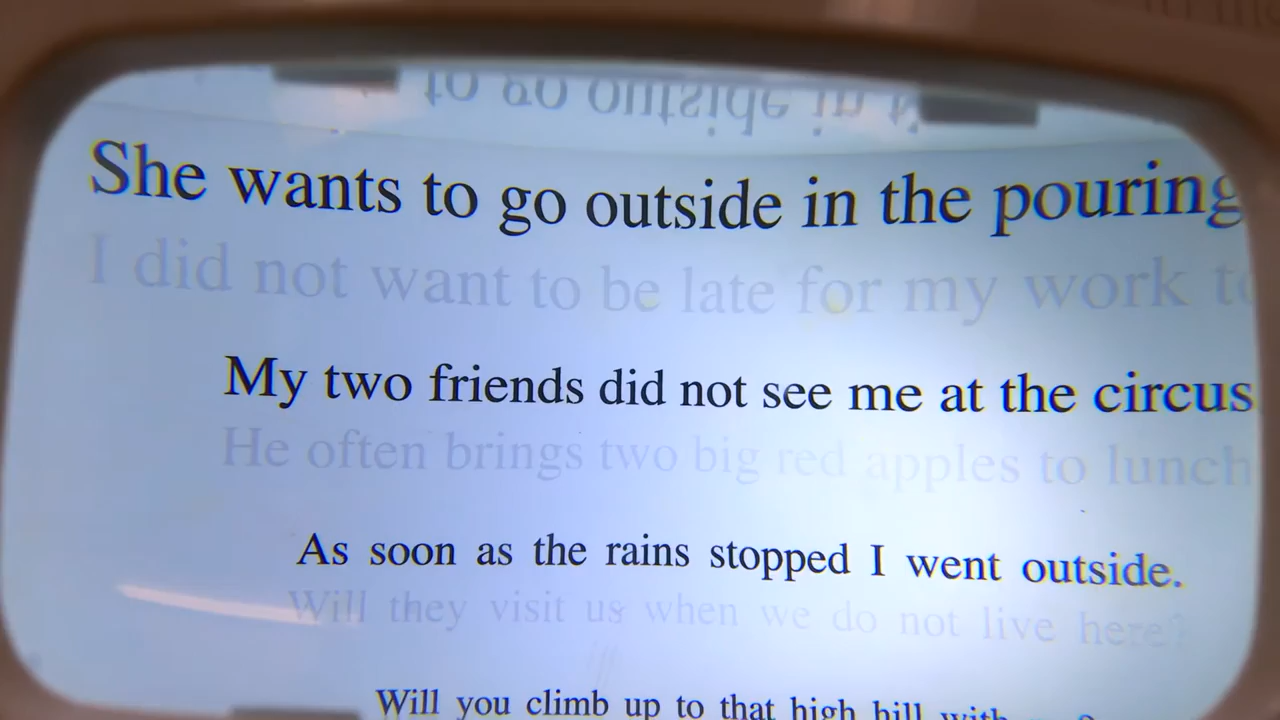 to go outside in
She wants to go outside in the pouring
I did not want to be late for my work to
My two friends did not see me at the circus
He often brings two big red apples to lunch
As soon as the rains stopped I went outside.
Will they visit us when we do not live here?
Will you climb up to that high hill with